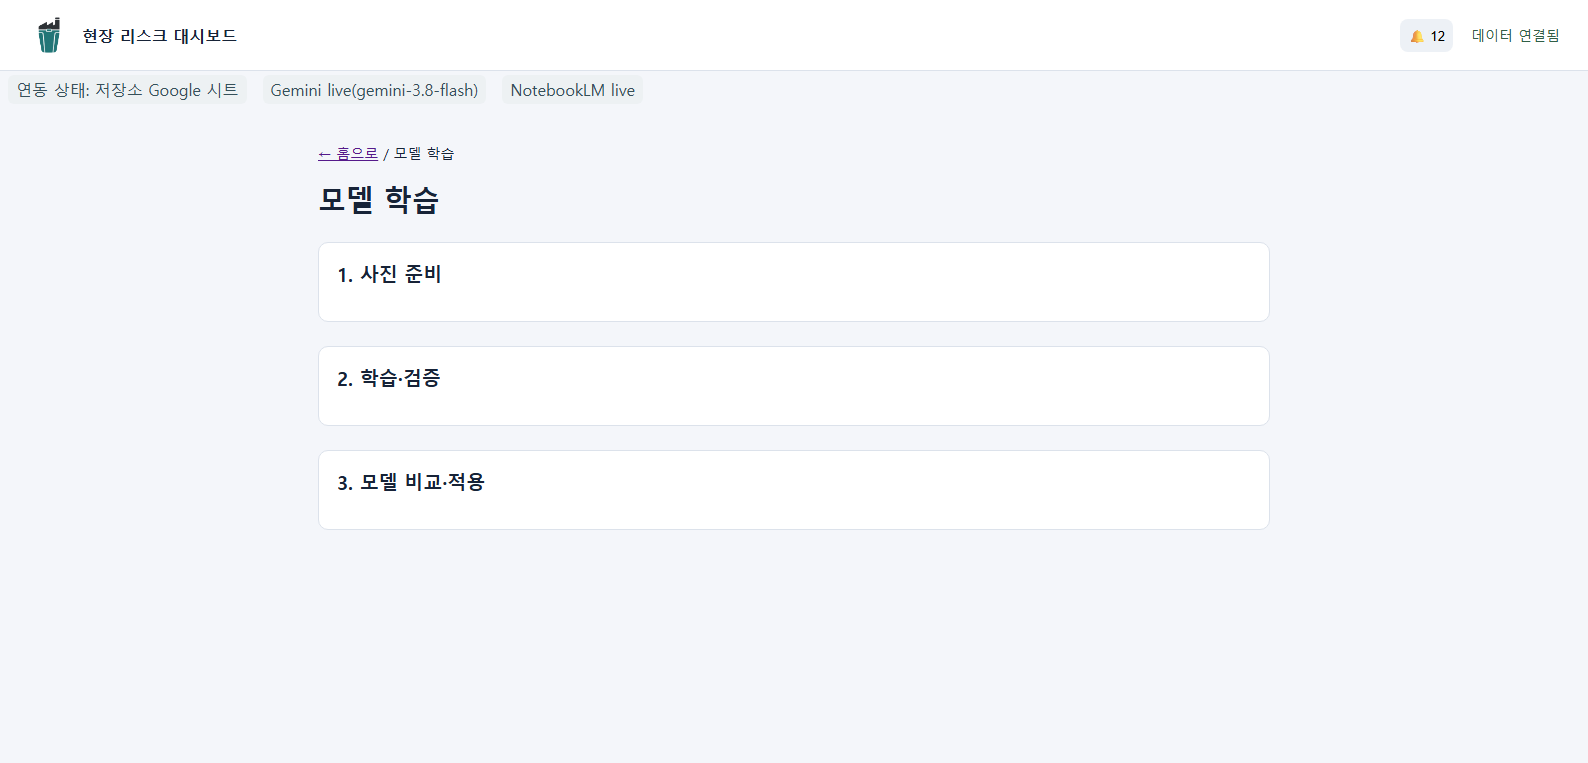 현장 리스크 대시보드
12
데이터 연결됨
연동 상태: 저장소 Google 시트
Gemini live(gemini-3.8-flash)
NotebookLM live
← 홈으로 / 모델 학습
모델 학습
1. 사진 준비
2. 학습·검증
3. 모델 비교·적용